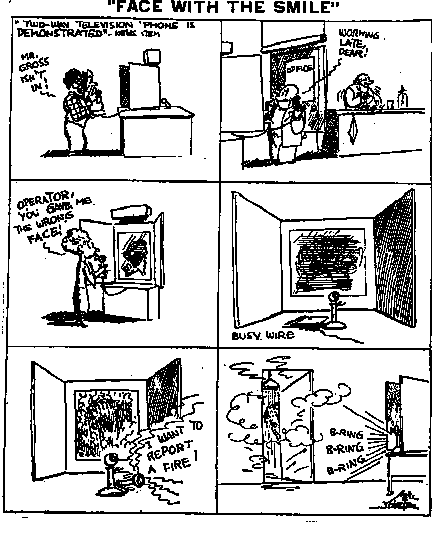 "FACE WITH THE SMILE"
"TWO-WAY TELEVISION 'PHONE IS
DEMONSTRATED"- NEWS ITEM
MR.
GROSS
ISN'T
IN!
WORKING
LATE,
DEAR!
OFFICE
OPERATOR,
YOU GAVE ME
THE WRONG
FACE!
BUSY WIRE
I WANT TO
REPORT
A FIRE!
B-RING
B-RING
B-RING